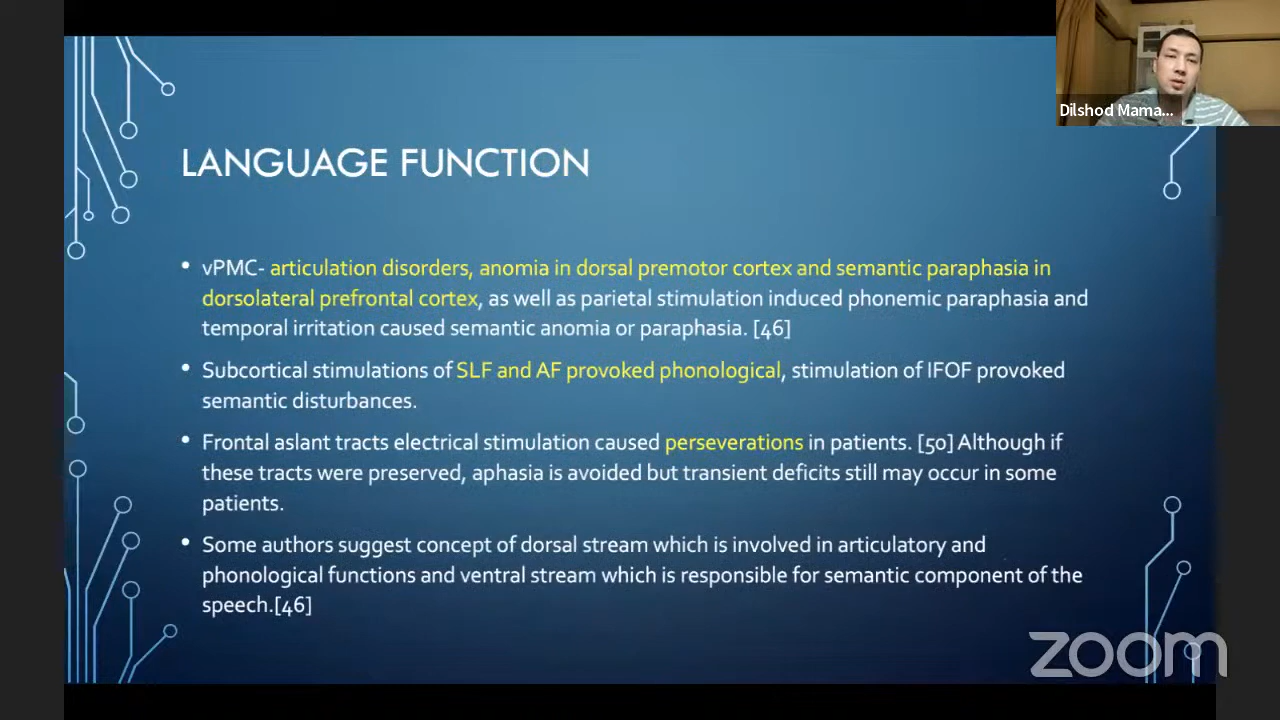 Dilshod Mama...
LANGUAGE FUNCTION
• vPMC- articulation disorders, anomia in dorsal premotor cortex and semantic paraphasia in
dorsolateral prefrontal cortex, as well as parietal stimulation induced phonemic paraphasia and
temporal irritation caused semantic anomia or paraphasia. [46]
• Subcortical stimulations of SLF and AF provoked phonological, stimulation of IFOF provoked
semantic disturbances.
• Frontal aslant tracts electrical stimulation caused perseverations in patients. [50] Although if
these tracts were preserved, aphasia is avoided but transient deficits still may occur in some
patients.
• Some authors suggest concept of dorsal stream which is involved in articulatory and
phonological functions and ventral stream which is responsible for semantic component of the
speech.[46]
zoom